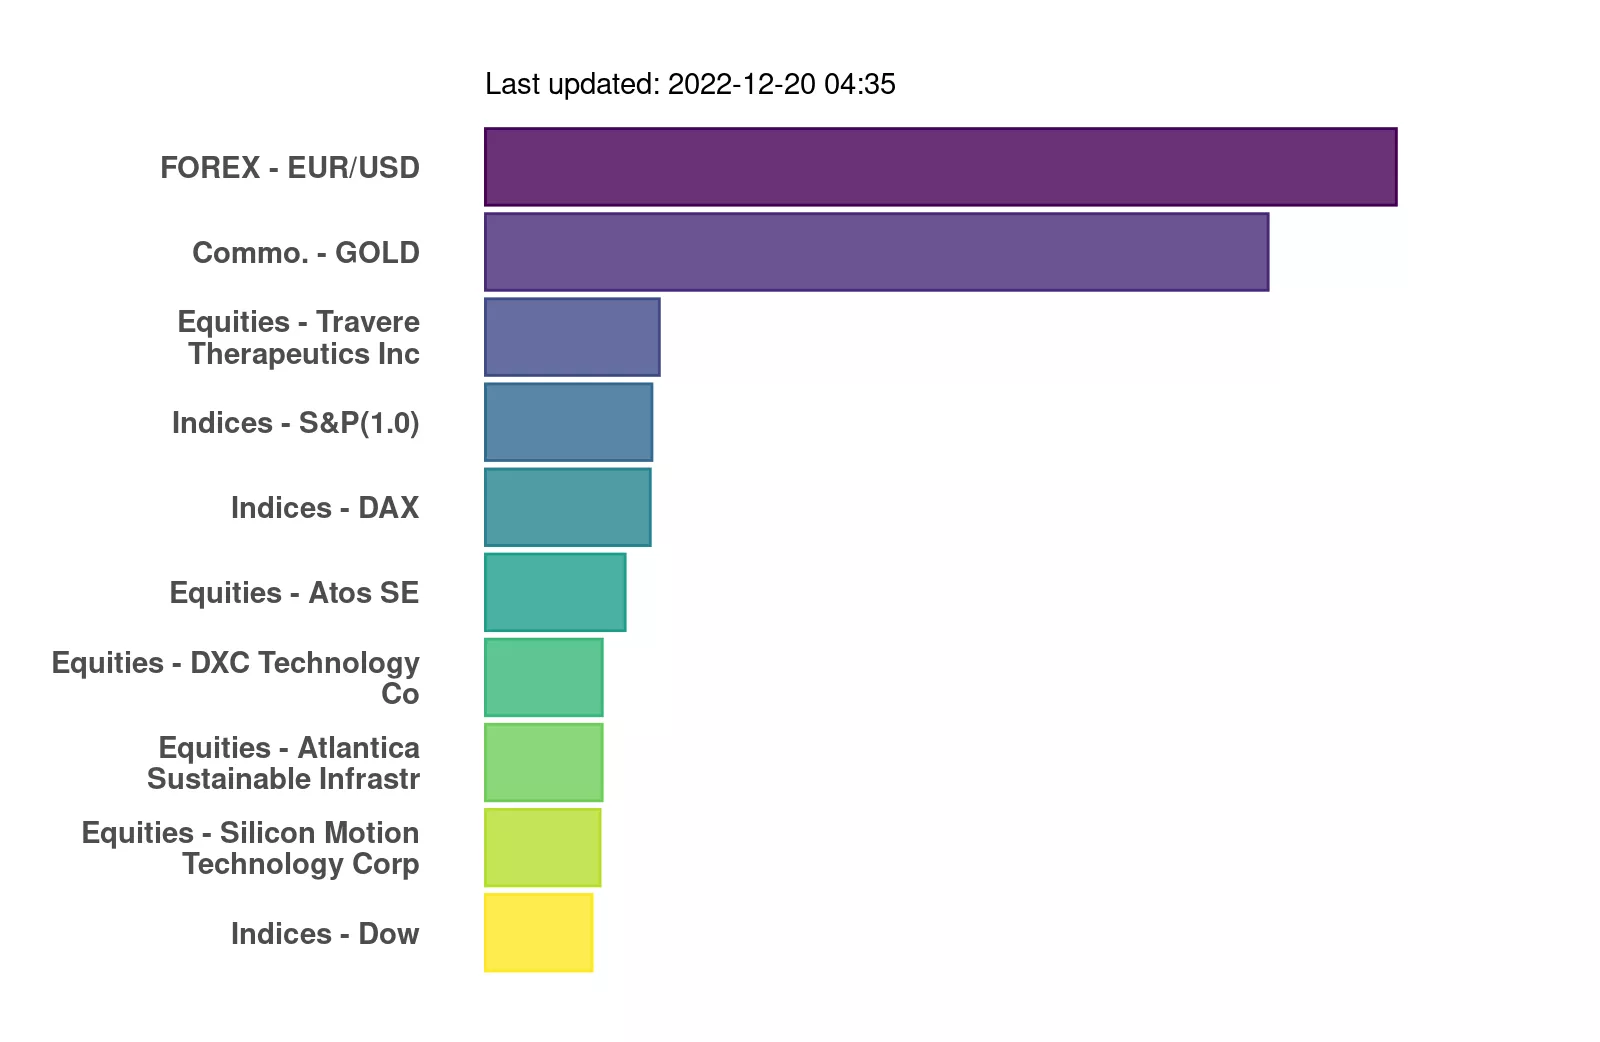 Last updated: 2022-12-20 04:35
FOREX - EUR/USD
Commo. - GOLD
Equities - Travere
Therapeutics Inc
Indices - S&P(1.0)
Indices - DAX
Equities - Atos SE
Equities - DXC Technology
Co
Equities - Atlantica
Sustainable Infrastr
Equities - Silicon Motion
Technology Corp
Indices - Dow